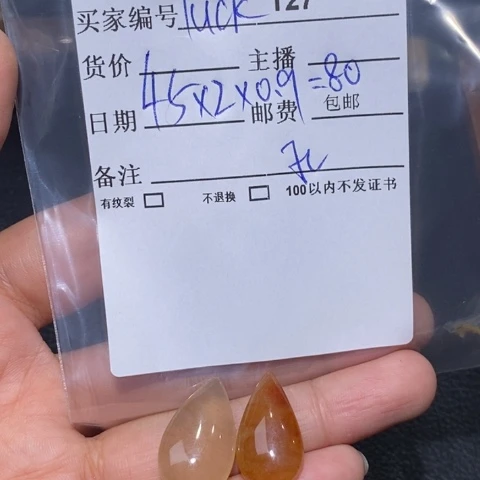 买家编号 luck 127
货价 主播
45x2x0.9=80
日期 邮费 包邮
备注
有纹裂 不退换 100以内不发证书